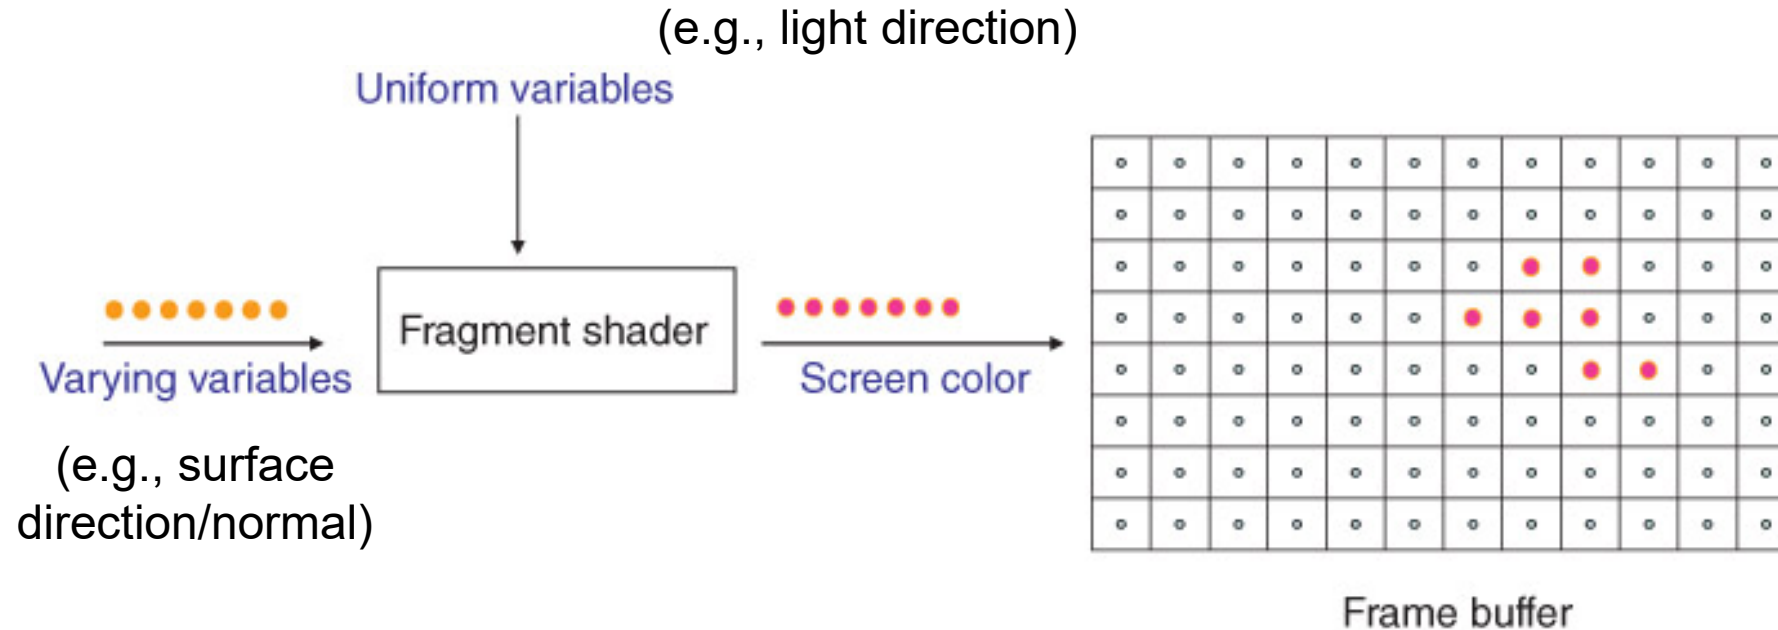 (e.g., light direction)
Uniform variables
Fragment shader
Varying variables
Screen color
(e.g., surface
direction/normal)
Frame buffer